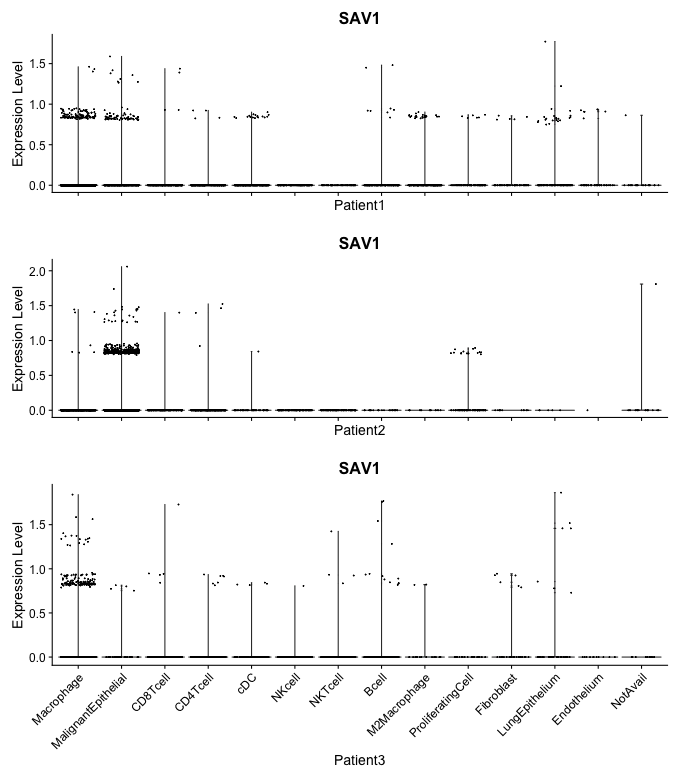 SAV1
Expression Level
1.5
1.0
0.5
0.0
Patient1
SAV1
Expression Level
2.0
1.5
1.0
0.5
0.0
Patient2
SAV1
Expression Level
1.5
1.0
0.5
0.0
Macrophage
MalignantEpithelial
CD8Tcell
CD4Tcell
cDC
NKcell
NKTcell
Bcell
M2Macrophage
ProliferatingCell
Fibroblast
LungEpithelium
Endothelium
NotAvail
Patient3